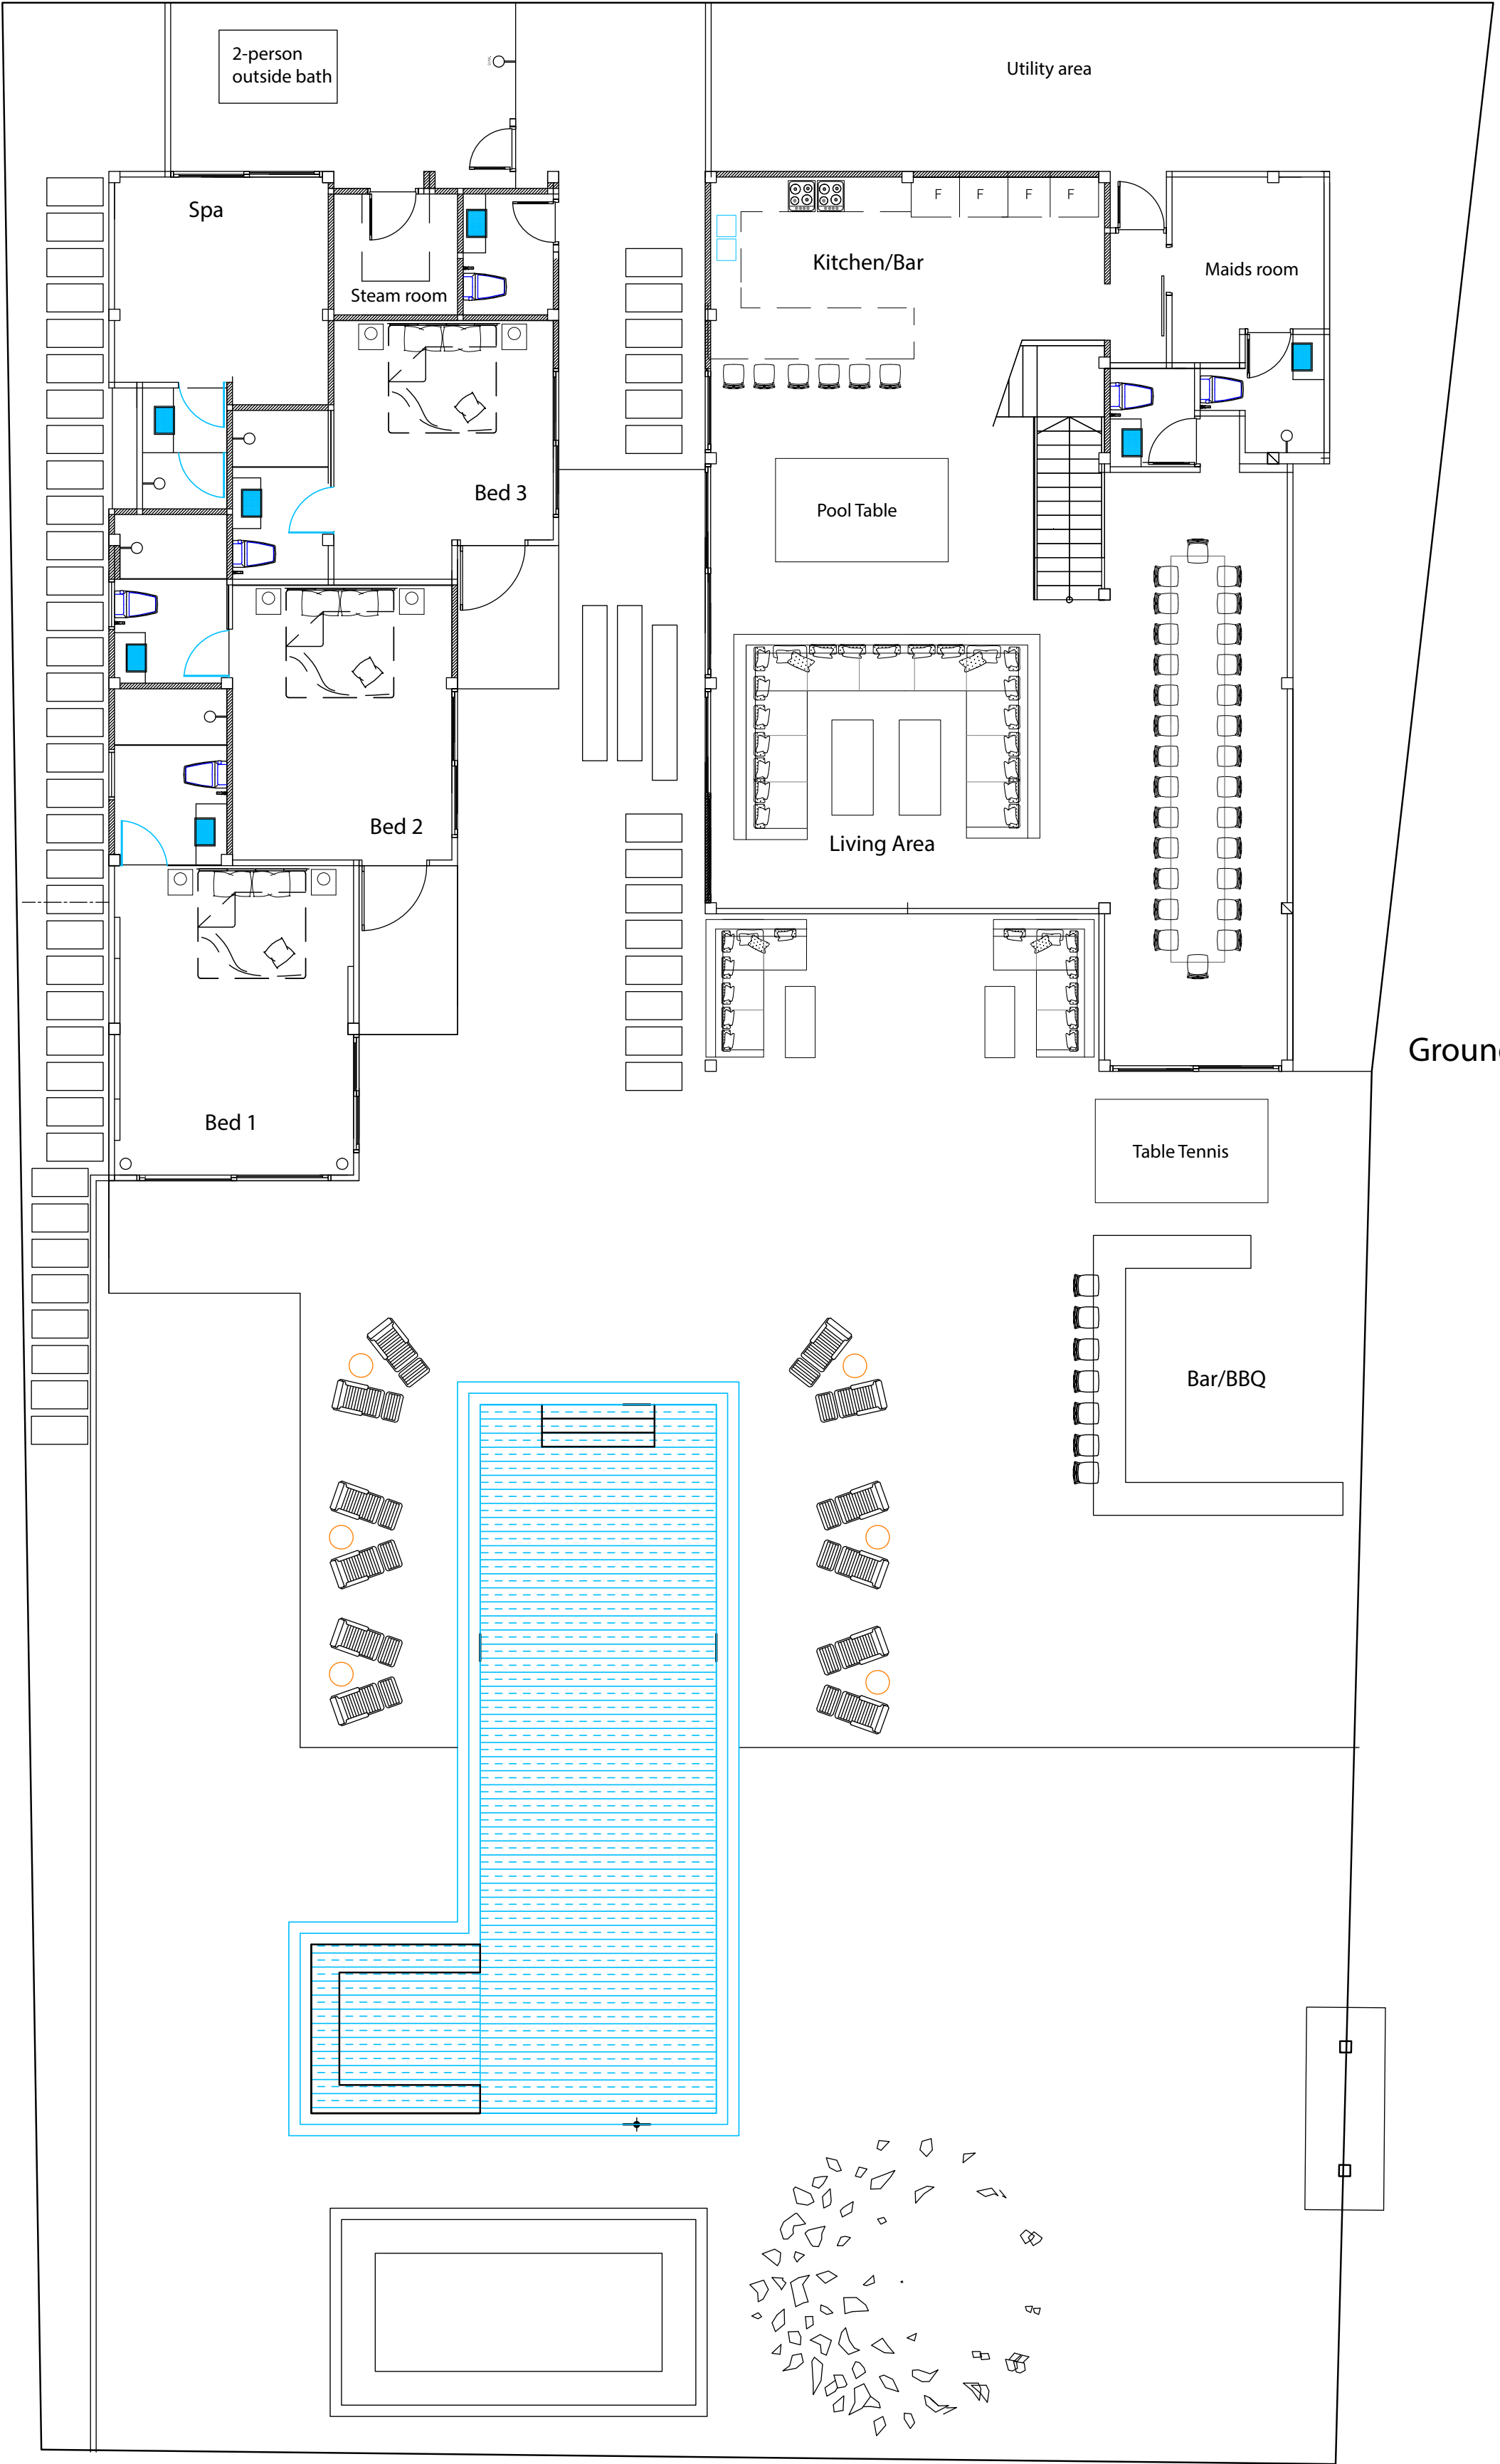 2-person
outside bath
Utility area
Spa
F F F F
Kitchen/Bar
Maids room
Steam room
Bed 3
Pool Table
Bed 2
Living Area
Ground
Bed 1
Table Tennis
Bar/BBQ